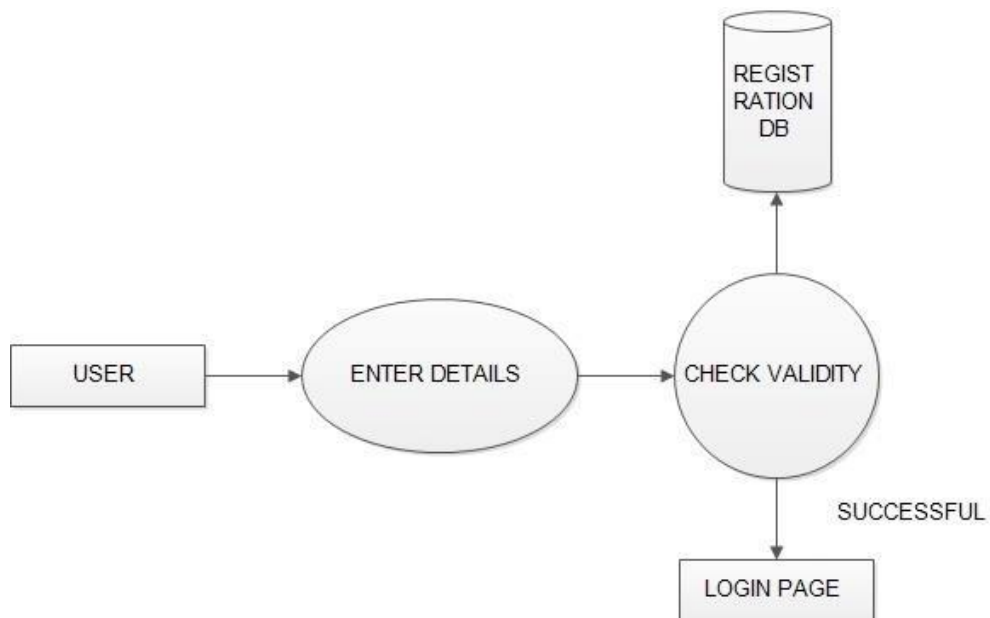 REGIST
RATION
DB
USER
ENTER DETAILS
CHECK VALIDITY
SUCCESSFUL
LOGIN PAGE